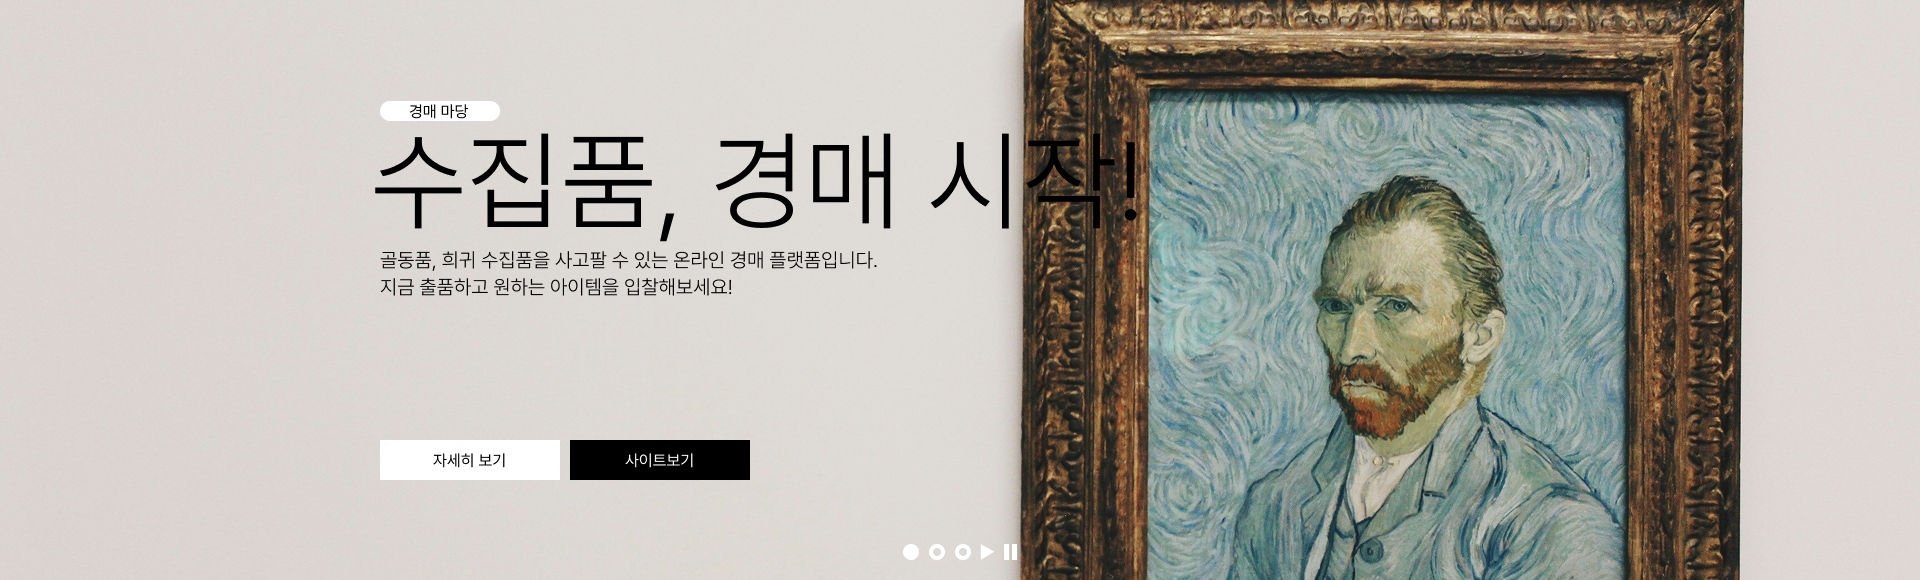 경매 마당
수집품, 경매 시작!
골동품, 희귀 수집품을 사고팔 수 있는 온라인 경매 플랫폼입니다.
지금 출품하고 원하는 아이템을 입찰해보세요!
자세히 보기
사이트보기